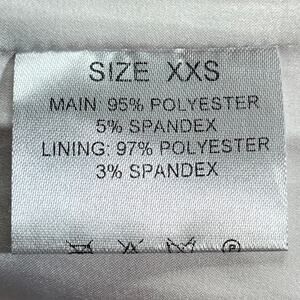 SIZE XXS
MAIN: 95% POLYESTER
5% SPANDEX
LINING: 97% POLYESTER
3% SPANDEX
P